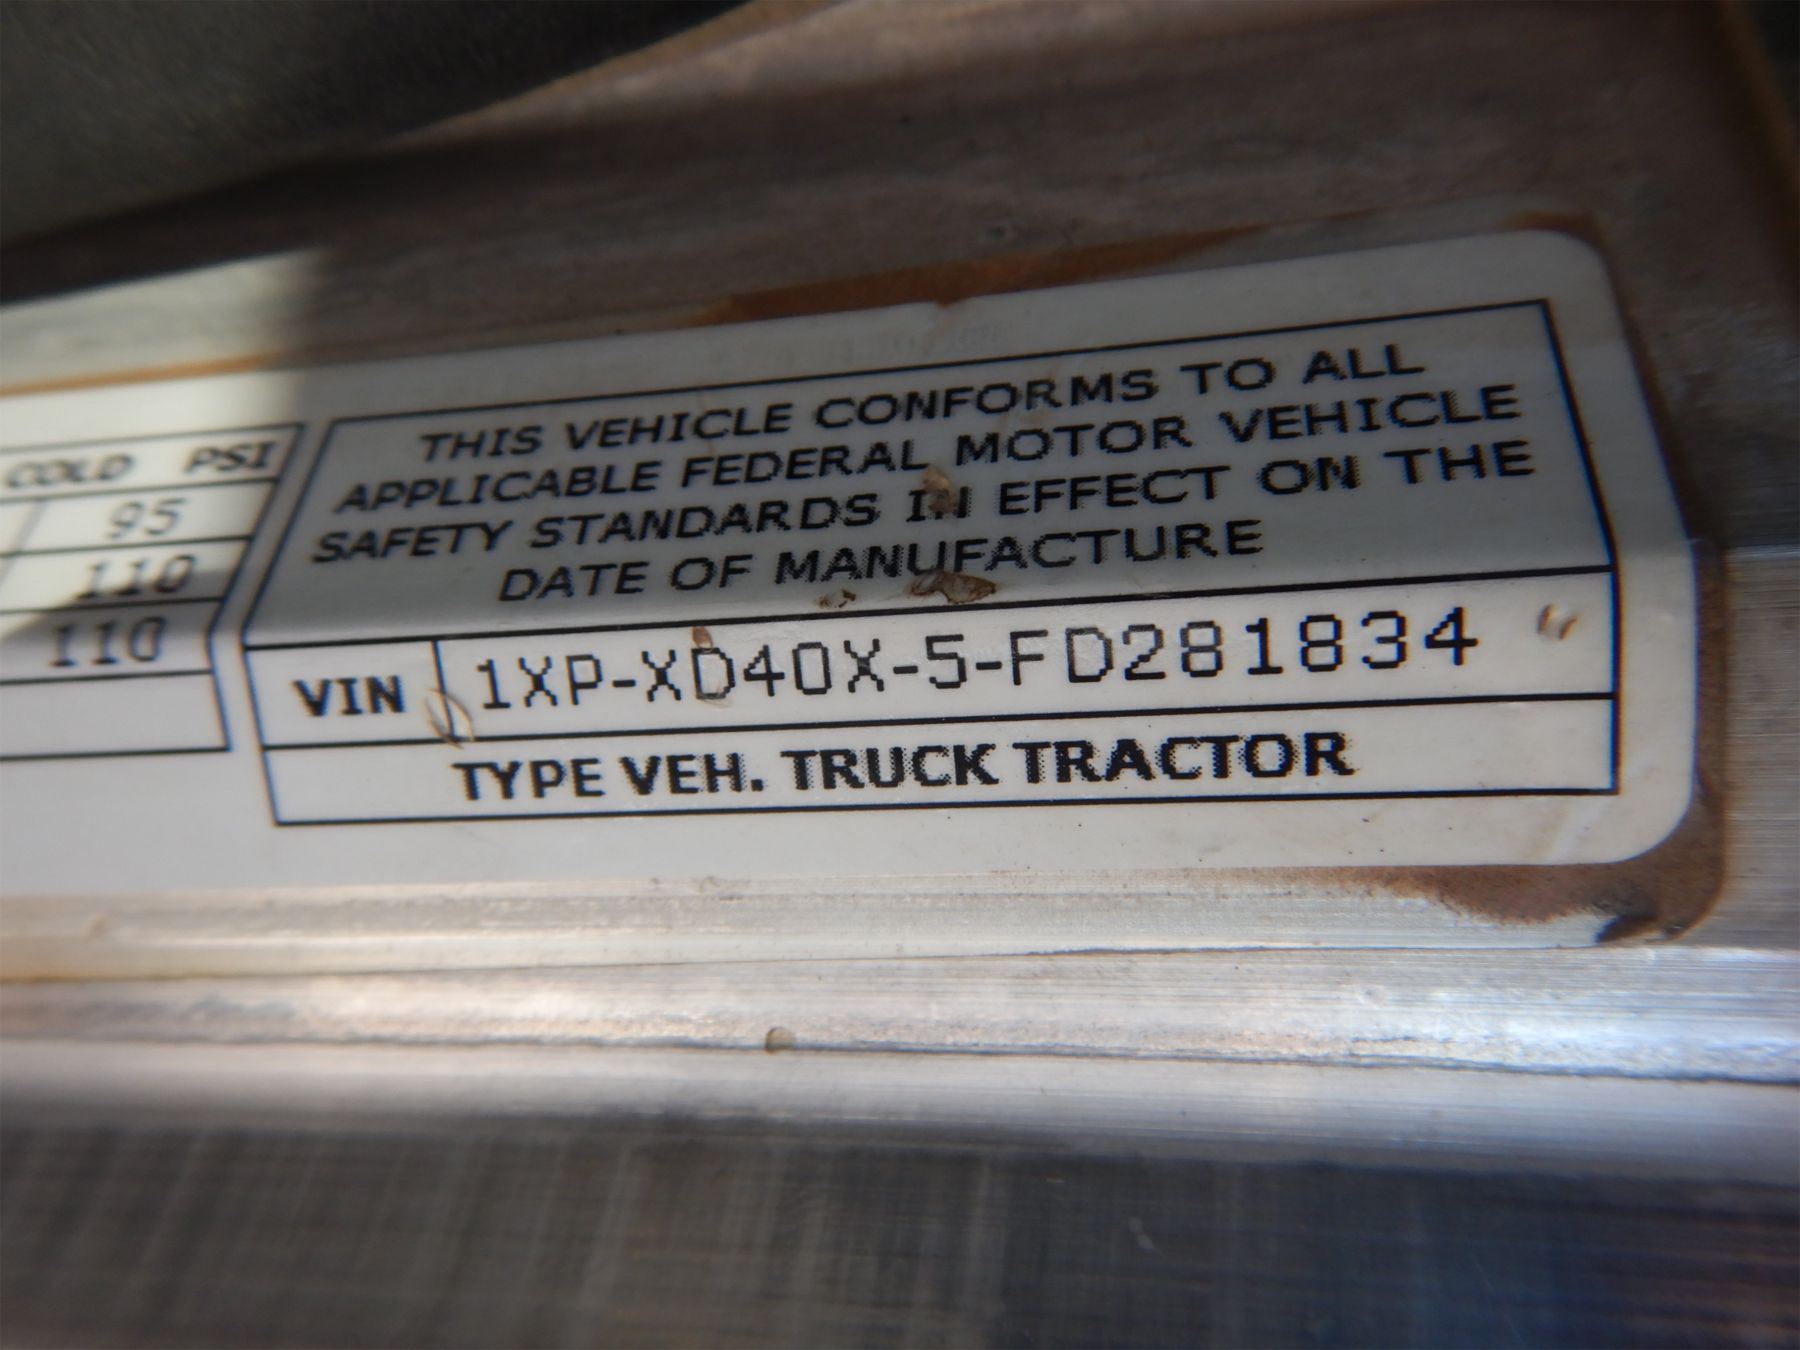 COLD PSI
95
110
110
THIS VEHICLE CONFORMS TO ALL
APPLICABLE FEDERAL MOTOR VEHICLE
SAFETY STANDARDS IN EFFECT ON THE
DATE OF MANUFACTURE
VIN 1XP-XD40X-5-FD281834
TYPE VEH. TRUCK TRACTOR